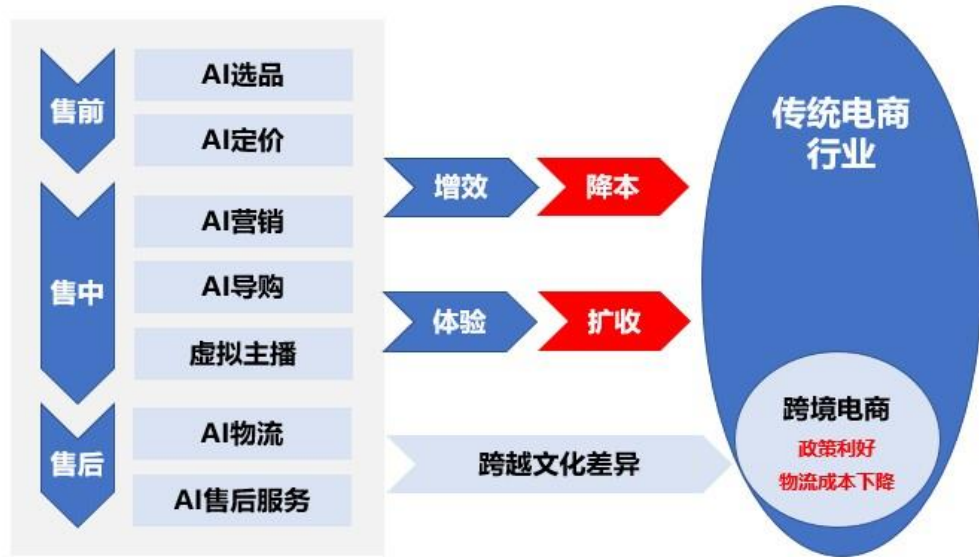 售前
AI选品
AI定价
售中
AI营销
AI导购
虚拟主播
售后
AI物流
AI售后服务
增效
降本
体验
扩收
跨越文化差异
传统电商
行业
跨境电商
政策利好
物流成本下降